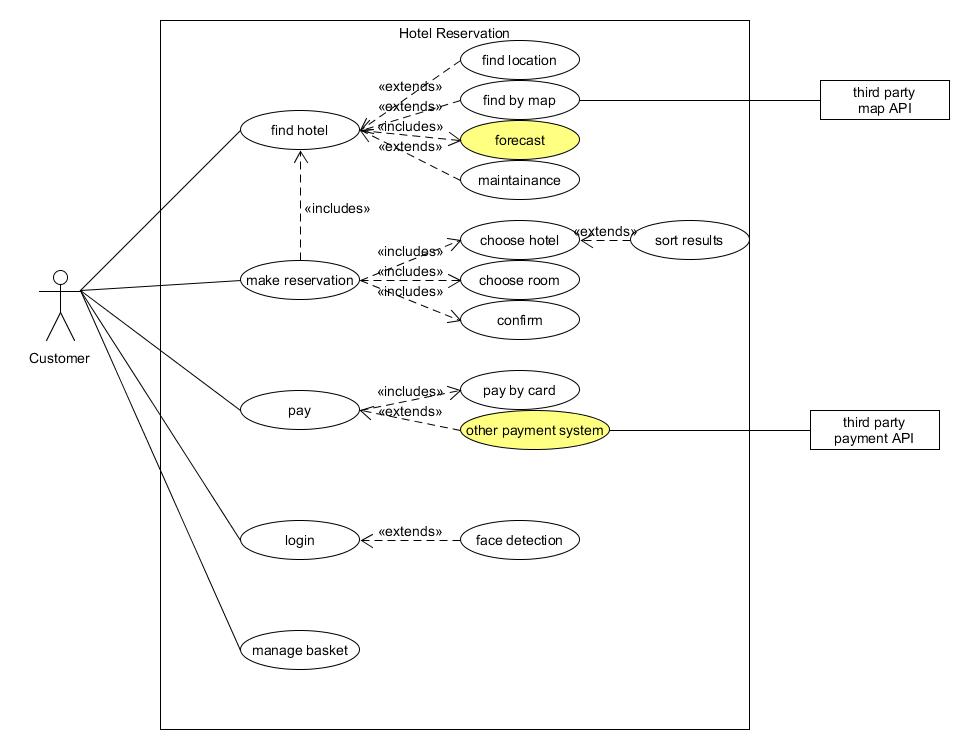 Hotel Reservation
find location
«extends»
find by map
third party
map API
«extends»
find hotel
«includes»
forecast
«extends»
maintainance
«includes»
choose hotel
«extends»
sort results
«includes»
make reservation
«includes»
choose room
«includes»
confirm
Customer
«includes»
pay by card
pay
«extends»
other payment system
third party
payment API
login
«extends»
face detection
manage basket